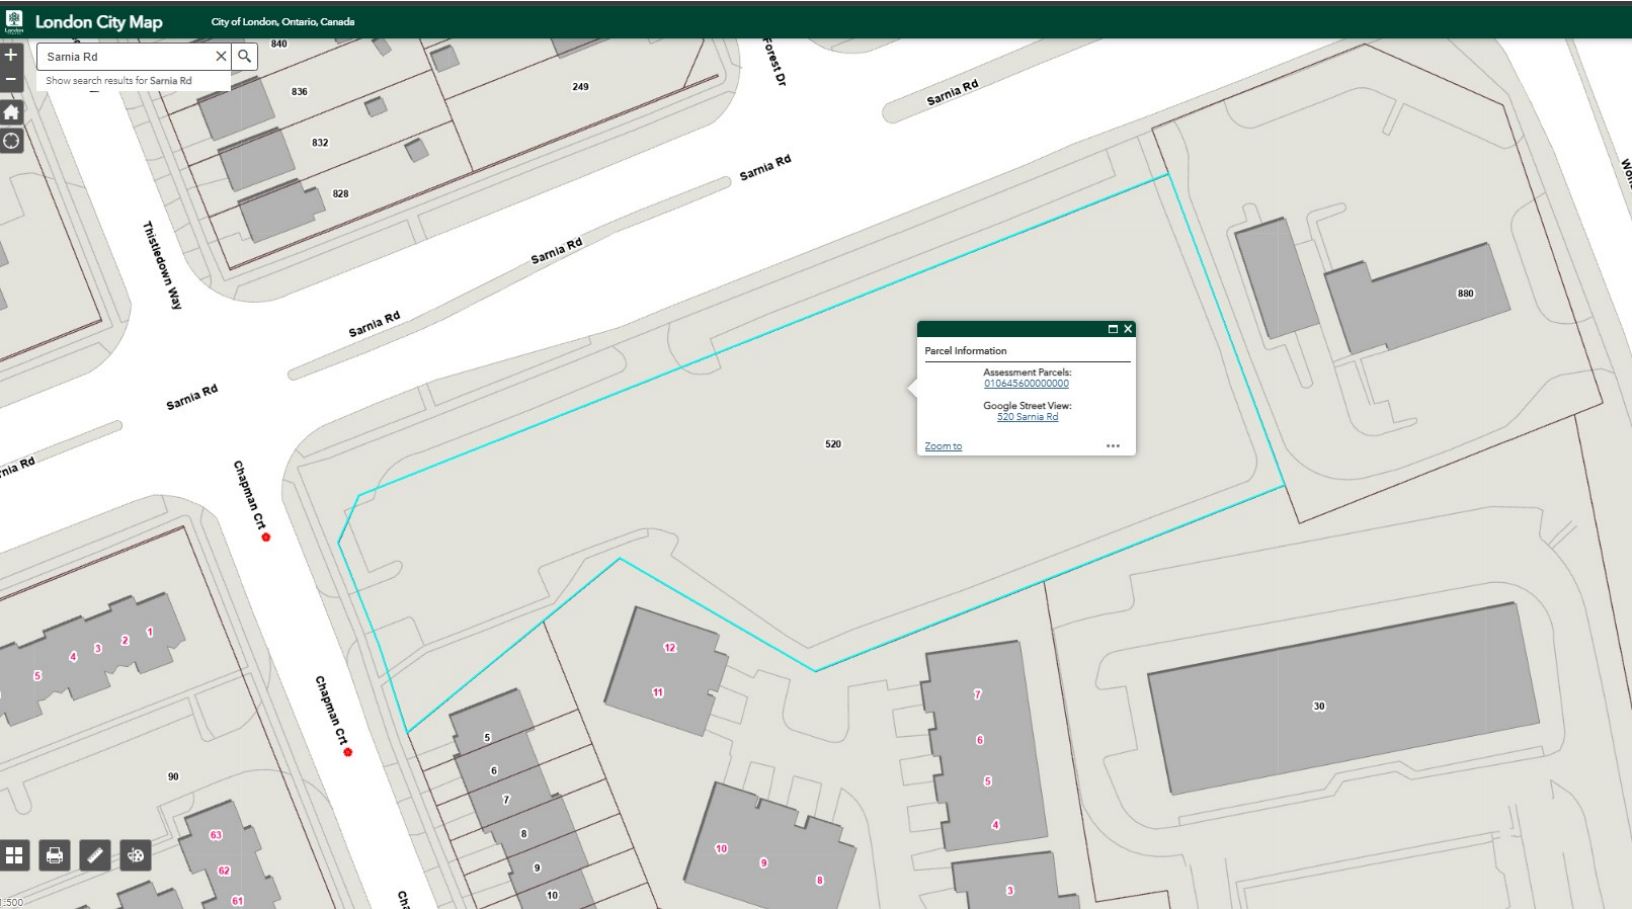 London City Map
City of London, Ontario, Canada
London
+
Sarnia Rd
Show search results for Sarnia Rd
−
840
836
832
828
249
Forest Dr
Sarnia Rd
Sarnia Rd
Sarnia Rd
Sarnia Rd
Sarnia Rd
Thistledown Way
880
Parcel Information
Assessment Parcels:
010645600000000
Google Street View:
520 Sarnia Rd
Zoom to
520
Chapman Crt
Chapman Crt
1
2
3
4
5
90
63
62
61
5
6
7
8
9
10
12
11
10
9
8
7
6
5
4
3
30